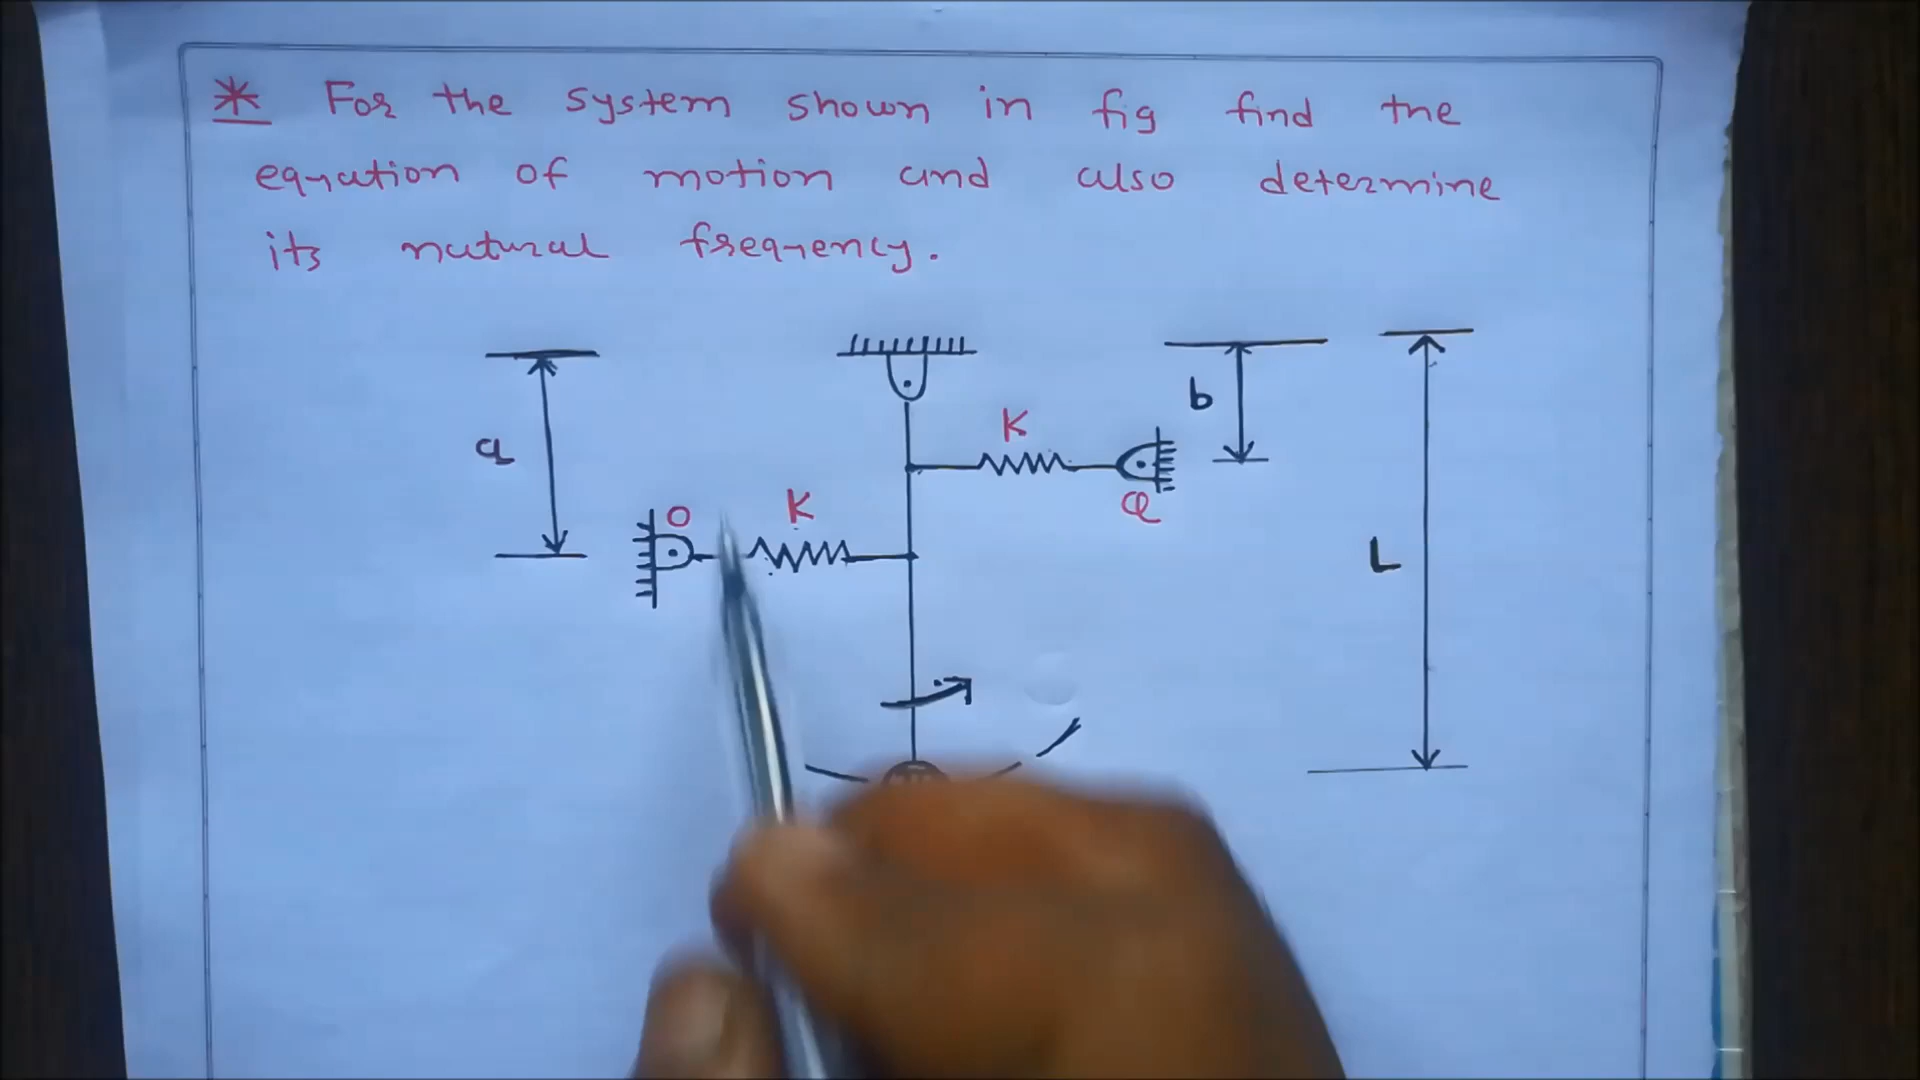 * For the system shown in fig find the
equation of motion and also determine
its natural frequency.
a
b
K
O
K
Q
L